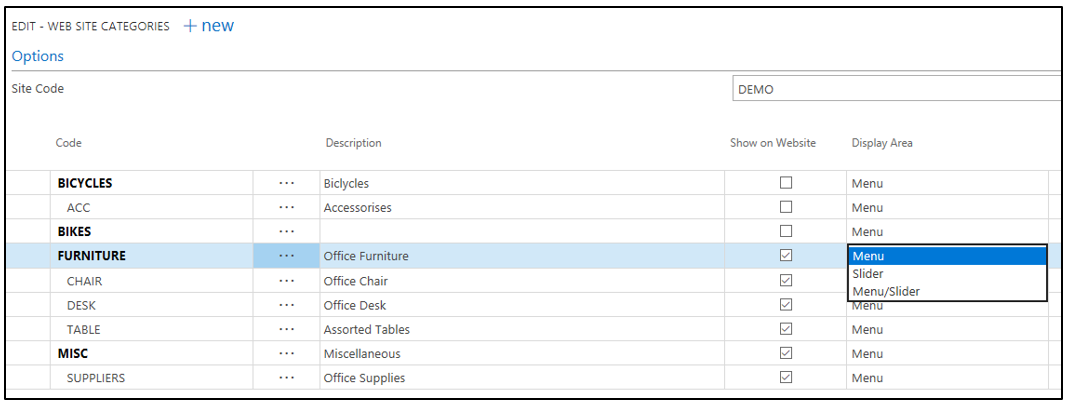 EDIT - WEB SITE CATEGORIES + new
Options
Site Code DEMO
Code Description Show on Website Display Area
BICYCLES ... Biclycles Menu
ACC ... Accessorises Menu
BIKES ... Menu
FURNITURE ... Office Furniture Menu
Slider
CHAIR ... Office Chair
Menu/Slider
DESK ... Office Desk Menu
TABLE ... Assorted Tables Menu
MISC ... Miscellaneous Menu
SUPPLIERS ... Office Supplies Menu